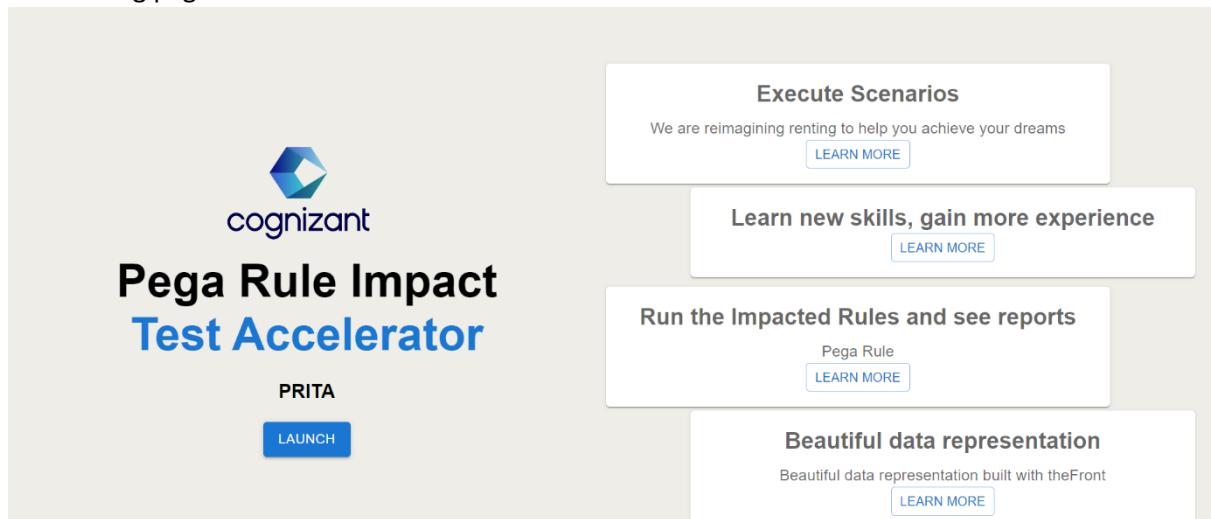 cognizant
Pega Rule Impact
Test Accelerator
PRITA
LAUNCH
Execute Scenarios
We are reimagining renting to help you achieve your dreams
LEARN MORE
Learn new skills, gain more experience
LEARN MORE
Run the Impacted Rules and see reports
Pega Rule
LEARN MORE
Beautiful data representation
Beautiful data representation built with theFront
LEARN MORE